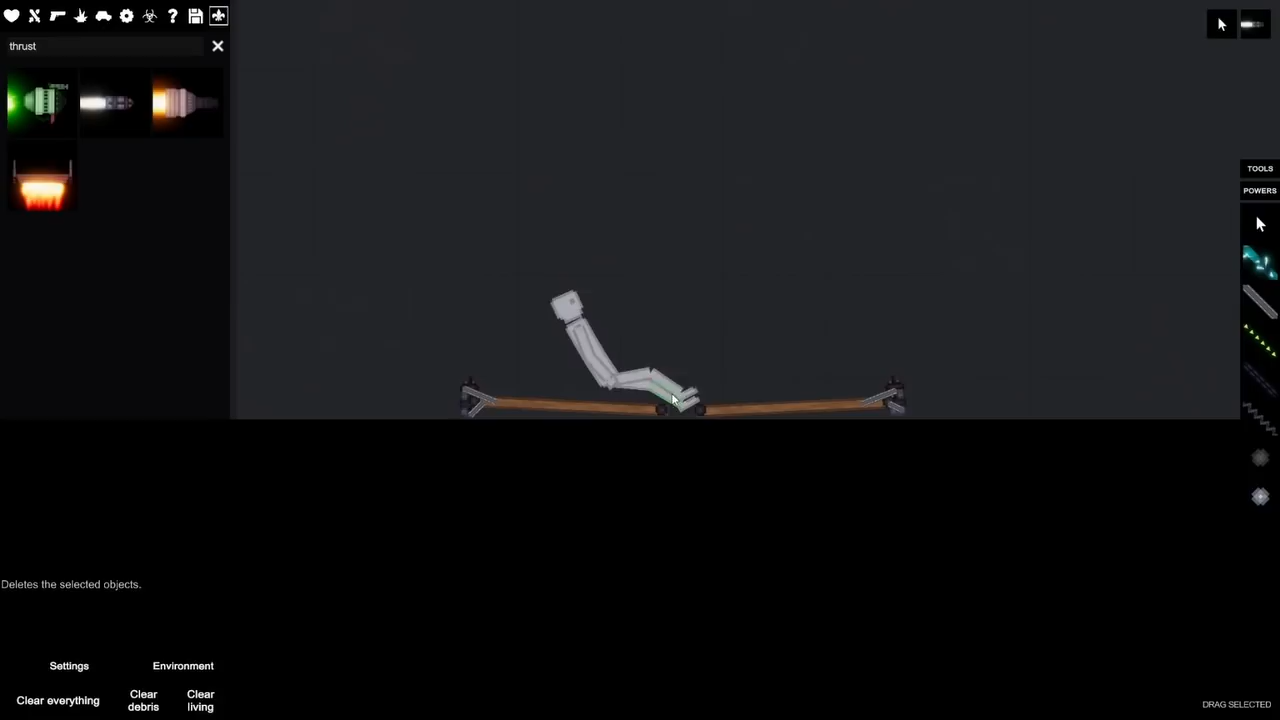 thrust
TOOLS
POWERS
Deletes the selected objects.
Settings
Environment
Clear everything
Clear
debris
Clear
living
DRAG SELECTED